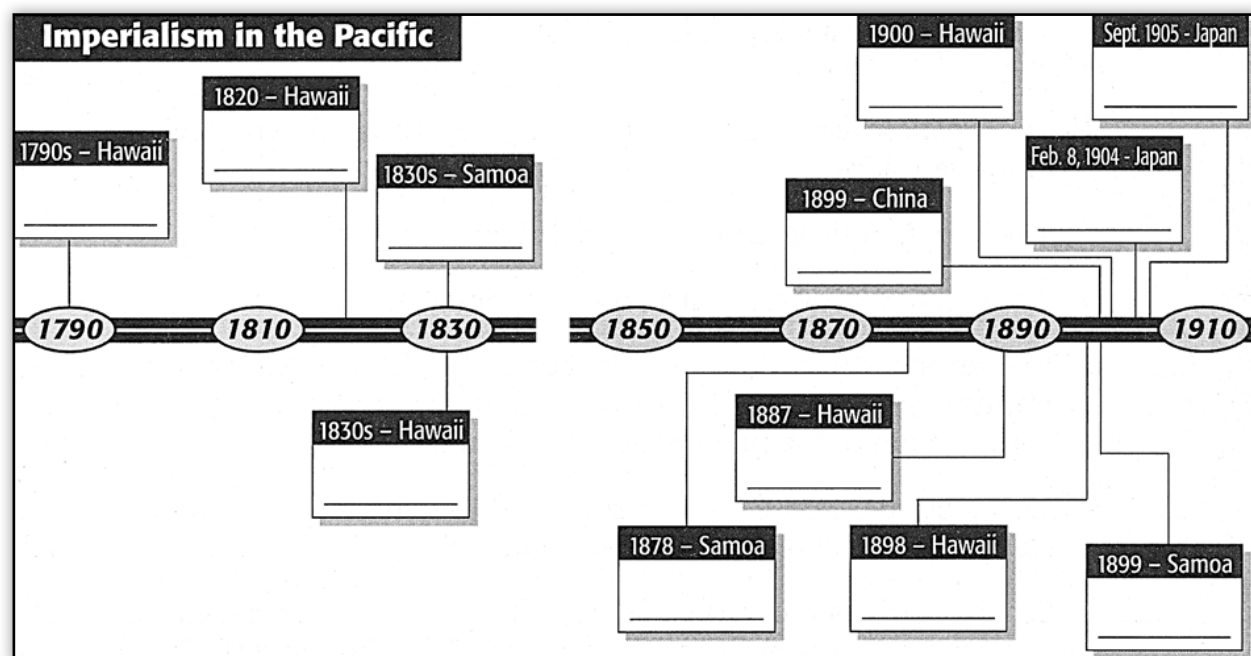 Imperialism in the Pacific
1790s – Hawaii
1820 – Hawaii
1830s – Samoa
1900 – Hawaii
Sept. 1905 - Japan
Feb. 8, 1904 - Japan
1899 – China
1790
1810
1830
1850
1870
1890
1910
1830s – Hawaii
1887 – Hawaii
1878 – Samoa
1898 – Hawaii
1899 – Samoa